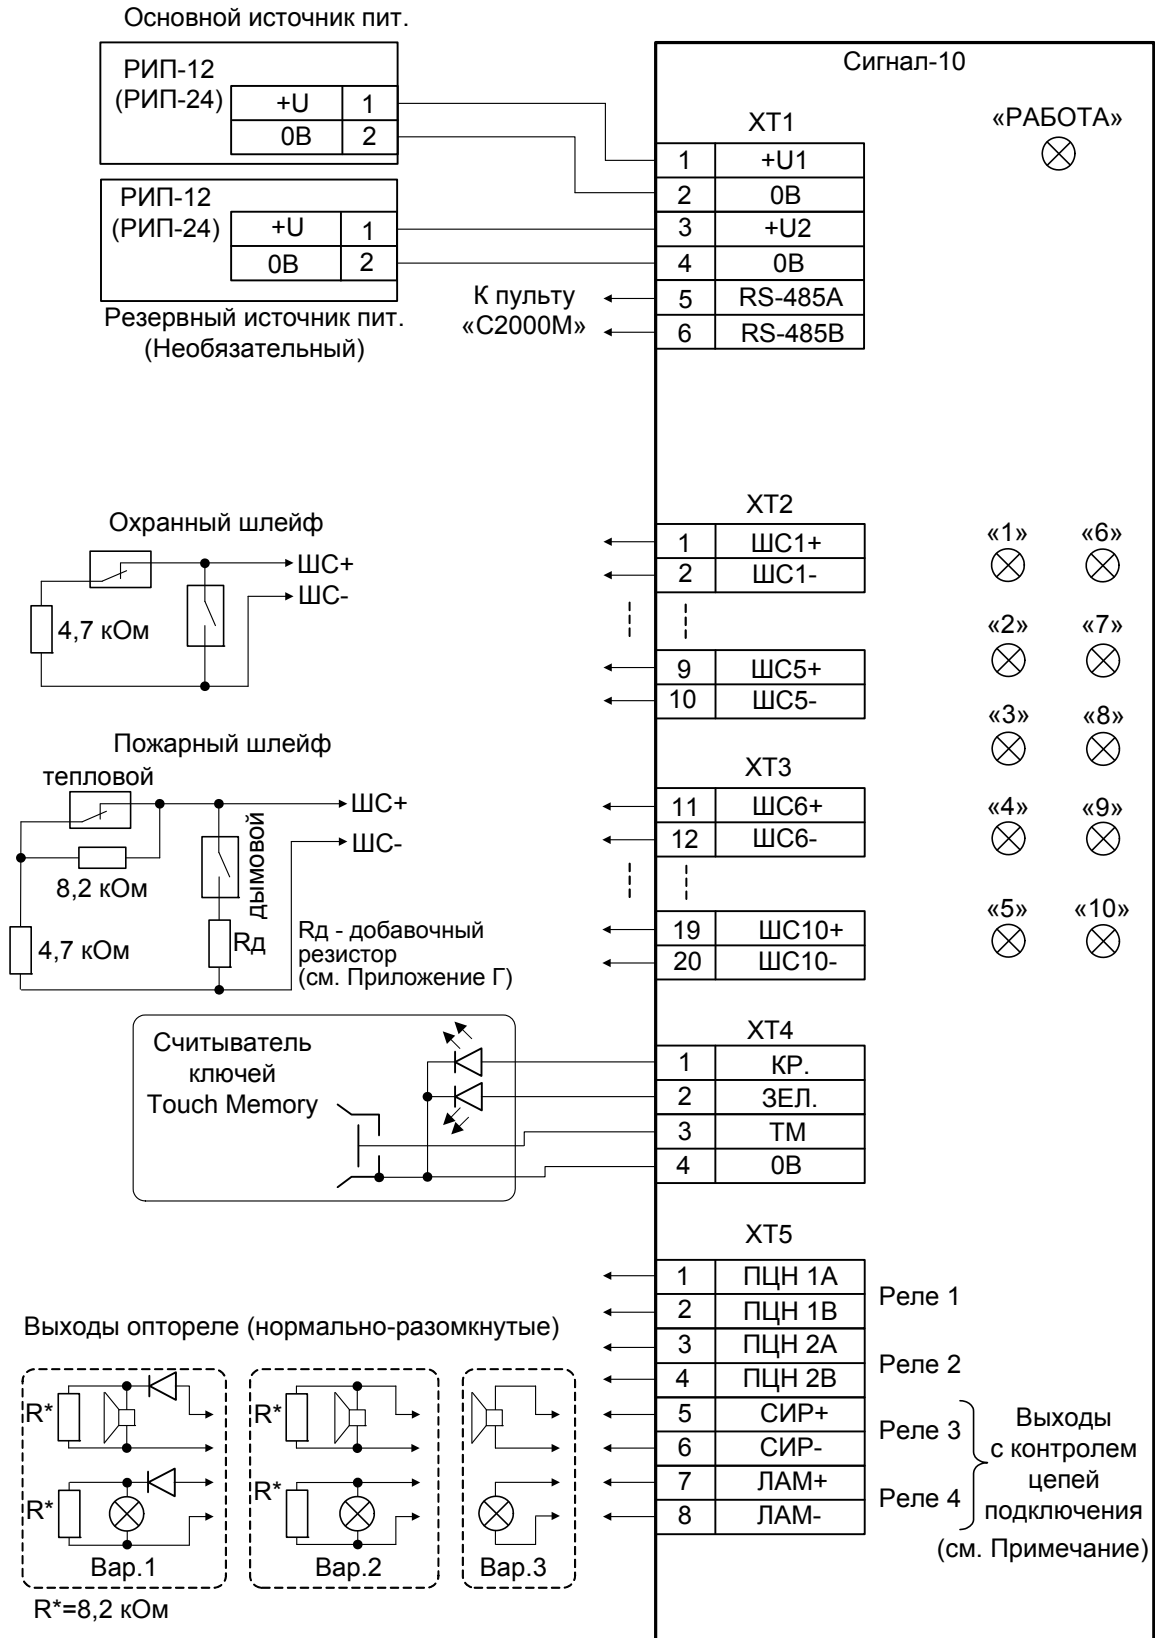 Основной источник пит.
РИП-12
(РИП-24)
+U 1
0В 2
РИП-12
(РИП-24)
+U 1
0В 2
Резервный источник пит.
(Необязательный)
Сигнал-10
«РАБОТА»
XT1
1 +U1
2 0В
3 +U2
4 0В
5 RS-485A
6 RS-485B
К пульту
«С2000М»
XT2
1 ШС1+
2 ШС1-
9 ШС5+
10 ШС5-
XT3
11 ШС6+
12 ШС6-
19 ШС10+
20 ШС10-
«1» «6»
«2» «7»
«3» «8»
«4» «9»
«5» «10»
Охранный шлейф
ШС+
ШС-
4,7 кОм
Пожарный шлейф
тепловой
ШС+
ШС-
дымовой
8,2 кОм
4,7 кОм
Rд
Rд - добавочный
резистор
(см. Приложение Г)
Считыватель
ключей
Touch Memory
XT4
1 КР.
2 ЗЕЛ.
3 ТМ
4 0В
XT5
1 ПЦН 1А
2 ПЦН 1В
3 ПЦН 2А
4 ПЦН 2В
5 СИР+
6 СИР-
7 ЛАМ+
8 ЛАМ-
Реле 1
Реле 2
Реле 3
Реле 4
Выходы
с контролем
цепей
подключения
(см. Примечание)
Выходы оптореле (нормально-разомкнутые)
R*
R*
R*
R*
Вар.1
Вар.2
Вар.3
R*=8,2 кОм